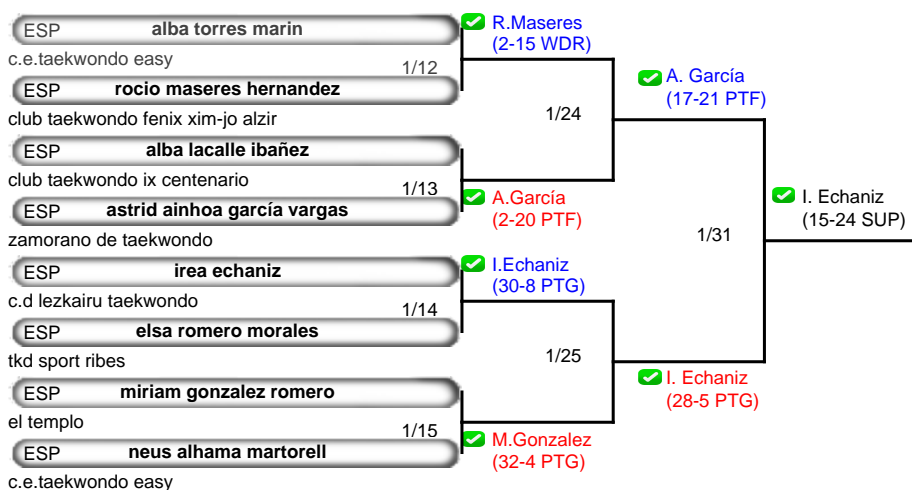 ESP alba torres marin
c.e.taekwondo easy
1/12
ESP rocio maseres hernandez
club taekwondo fenix xim-jo alzir
ESP alba lacalle ibañez
club taekwondo ix centenario
1/13
ESP astrid ainhoa garcía vargas
zamorano de taekwondo
ESP irea echaniz
c.d lezkairu taekwondo
1/14
ESP elsa romero morales
tkd sport ribes
ESP miriam gonzalez romero
el templo
1/15
ESP neus alhama martorell
c.e.taekwondo easy
R.Maseres
(2-15 WDR)
1/24
A.García
(2-20 PTF)
I.Echaniz
(30-8 PTG)
1/25
M.Gonzalez
(32-4 PTG)
A. García
(17-21 PTF)
1/31
I. Echaniz
(28-5 PTG)
I. Echaniz
(15-24 SUP)